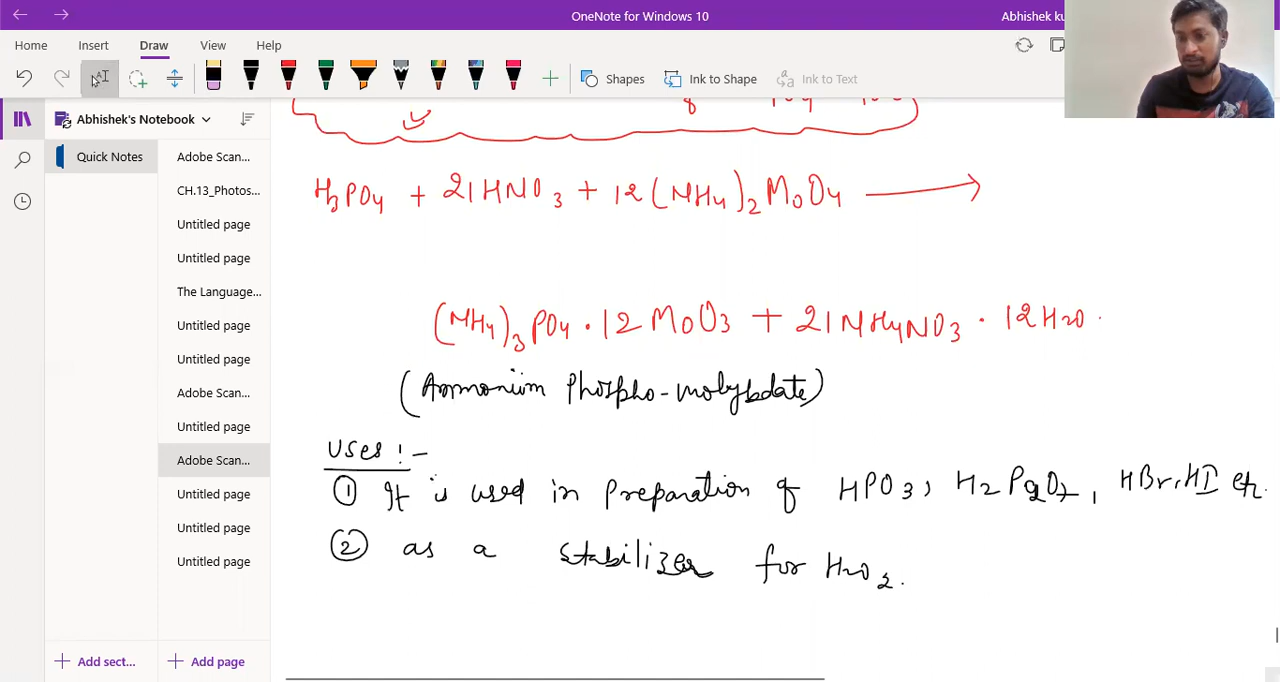 OneNote for Windows 10
Abhishek ku
Home Insert Draw View Help
Shapes Ink to Shape Ink to Text
Abhishek's Notebook
Quick Notes
Adobe Scan...
CH.13_Photos...
Untitled page
Untitled page
The Language...
Untitled page
Untitled page
Adobe Scan...
Untitled page
Adobe Scan...
Untitled page
Untitled page
Untitled page
Add sect...
Add page
H3PO4 + 21HNO3 + 12(NH4)2MoO4 ⟶
(NH4)3PO4·12MoO3 + 21NH4NO3·12H2O.
(Ammonium Phospho-molybdate)
Uses:-
① It is used in preparation of HPO3, H2P2O7, HBr, HI etc.
② as a stabilizer for H2O2.